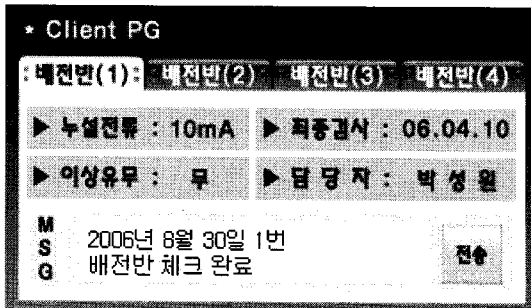 * Client PG
배전반(1) 배전반(2) 배전반(3) 배전반(4)
▶ 누설전류 : 10mA ▶ 최종검사 : 06.04.10
▶ 이상유무 : 무 ▶ 담 당 자 : 박 성 원
MSG
2006년 8월 30일 1번
배전반 체크 완료
전송